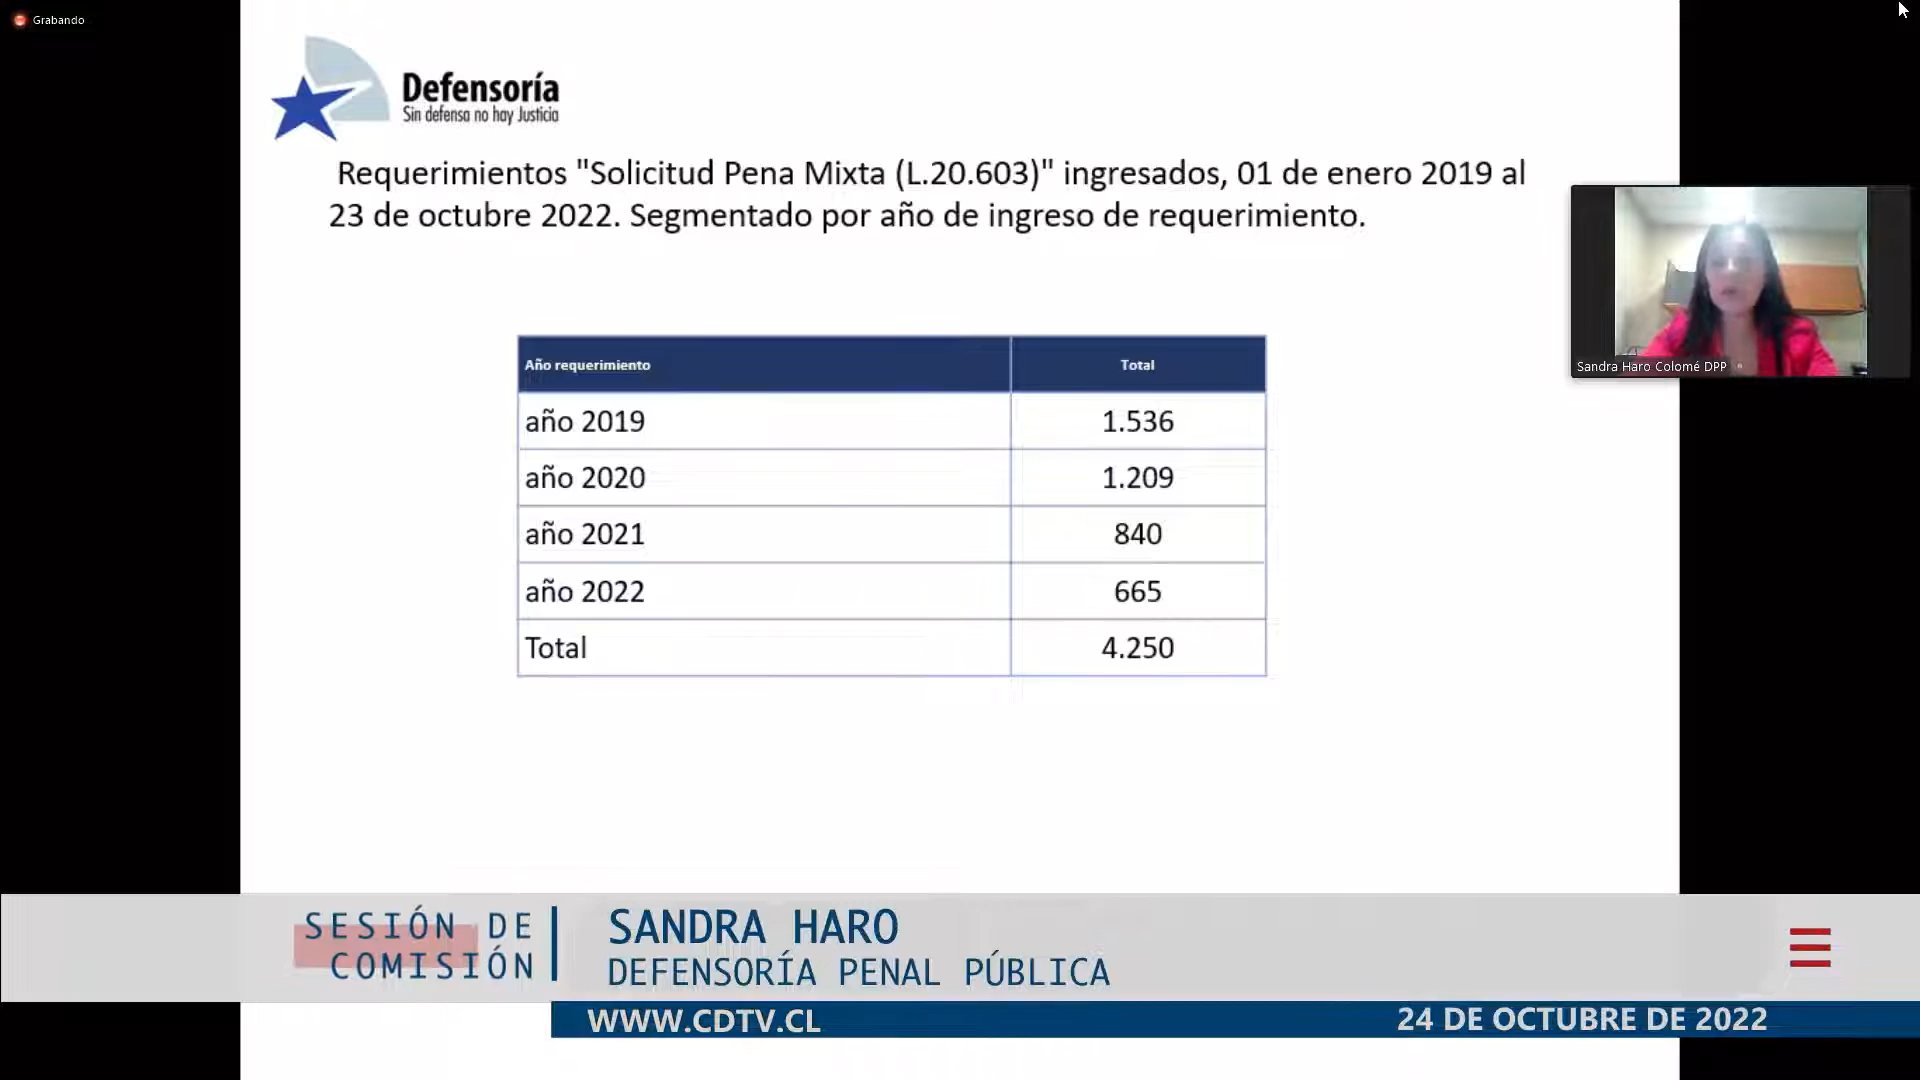 Grabando
Defensoría
Sin defensa no hay Justicia
Requerimientos "Solicitud Pena Mixta (L.20.603)" ingresados, 01 de enero 2019 al
23 de octubre 2022. Segmentado por año de ingreso de requerimiento.
Año requerimiento Total
año 2019 1.536
año 2020 1.209
año 2021 840
año 2022 665
Total 4.250
Sandra Haro Colomé DPP
SESIÓN DE
COMISIÓN
SANDRA HARO
DEFENSORÍA PENAL PÚBLICA
WWW.CDTV.CL
24 DE OCTUBRE DE 2022